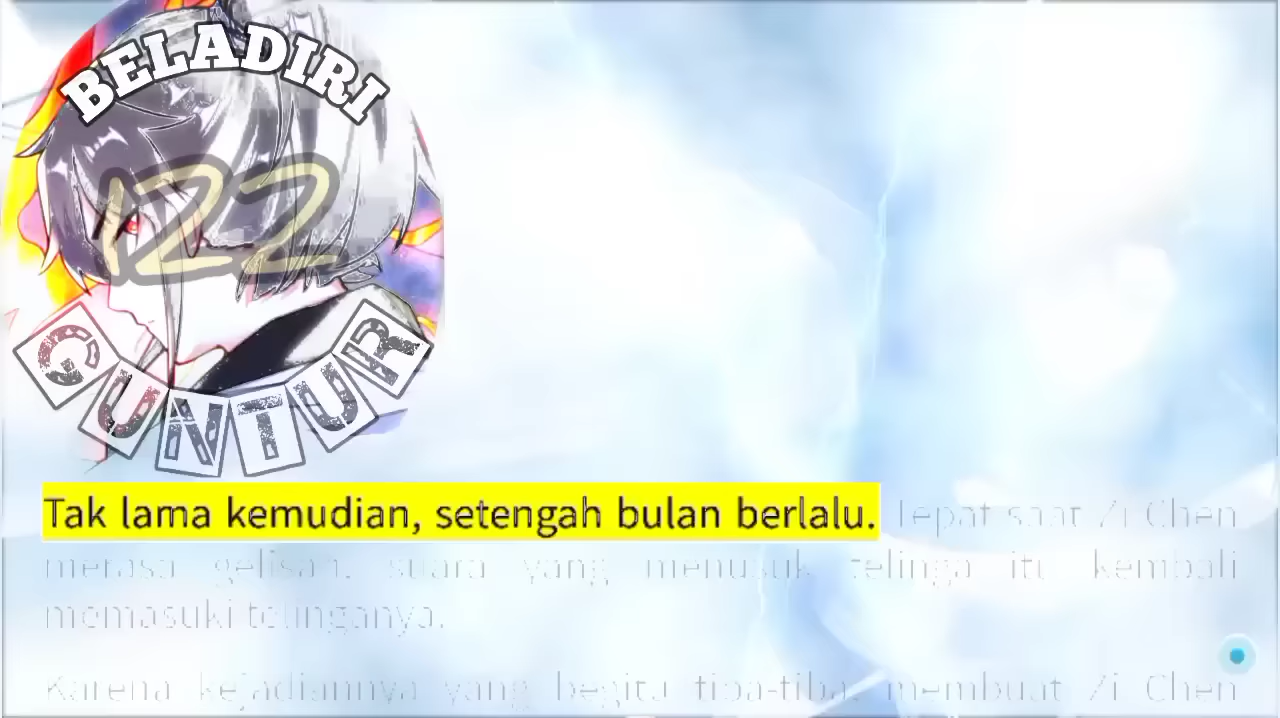 BELADIRI
122
GUNTUR
Tak lama kemudian, setengah bulan berlalu. Tepat saat Zi Chen
merasa gelisah, suara yang menusuk telinga itu kembali
memasuki telinganya.
Karena kejadiannya yang begitu tiba-tiba, membuat Zi Chen